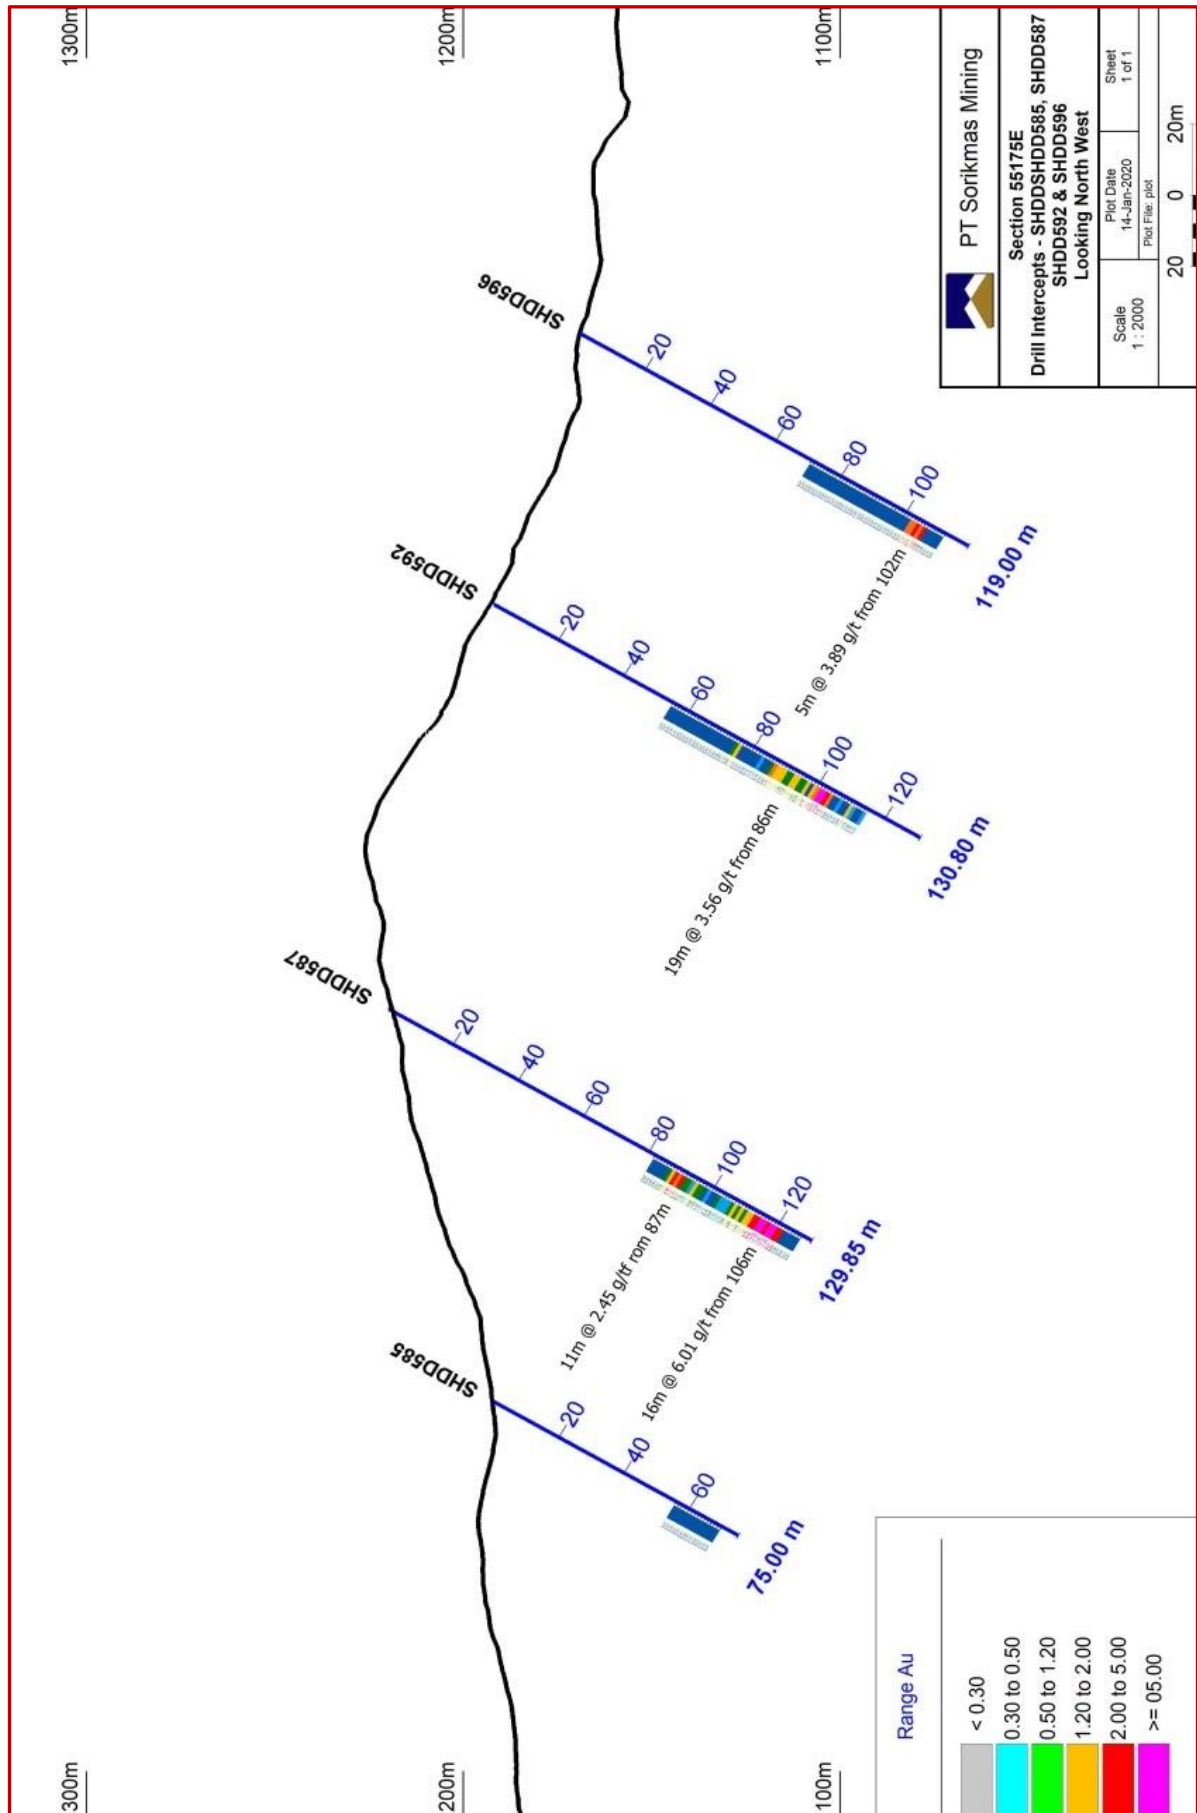 1300m
1200m
1100m
300m
200m
100m
SHDD585
20
40
60
75.00 m
SHDD587
20
40
60
80
100
120
129.85 m
11m @ 2.45 g/tf rom 87m
16m @ 6.01 g/t from 106m
SHDD592
20
40
60
80
100
120
130.80 m
19m @ 3.56 g/t from 86m
SHDD596
20
40
60
80
100
119.00 m
5m @ 3.89 g/t from 102m
Range Au
< 0.30
0.30 to 0.50
0.50 to 1.20
1.20 to 2.00
2.00 to 5.00
>= 05.00
PT Sorikmas Mining
Section 55175E
Drill Intercepts - SHDDSHDD585, SHDD587
SHDD592 & SHDD596
Looking North West
Scale
1 : 2000
Plot Date
14-Jan-2020
Sheet
1 of 1
Plot File: plot
20 0 20m